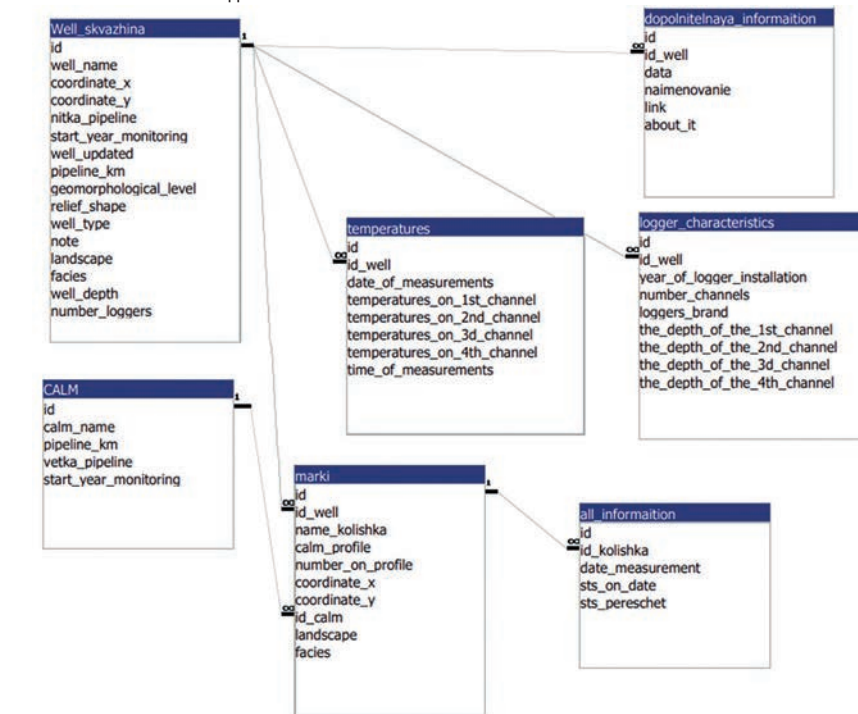 Well_skvazhina
id
well_name
coordinate_x
coordinate_y
nitka_pipeline
start_year_monitoring
well_updated
pipeline_km
geomorphological_level
relief_shape
well_type
note
landscape
facies
well_depth
number_loggers
1
dopolnitelnaya_informaition
id
∞
id_well
data
naimenovanie
link
about_it
temperatures
id
∞
id_well
date_of_measurements
temperatures_on_1st_channel
temperatures_on_2nd_channel
temperatures_on_3d_channel
temperatures_on_4th_channel
time_of_measurements
logger_characteristics
id
∞
id_well
year_of_logger_installation
number_channels
loggers_brand
the_depth_of_the_1st_channel
the_depth_of_the_2nd_channel
the_depth_of_the_3d_channel
the_depth_of_the_4th_channel
CALM
id
calm_name
pipeline_km
vetka_pipeline
start_year_monitoring
1
marki
id
∞
id_well
name_kolishka
calm_profile
number_on_profile
coordinate_x
coordinate_y
∞
id_calm
landscape
facies
1
all_informaition
id
∞
id_kolishka
date_measurement
sts_on_date
sts_pereschet